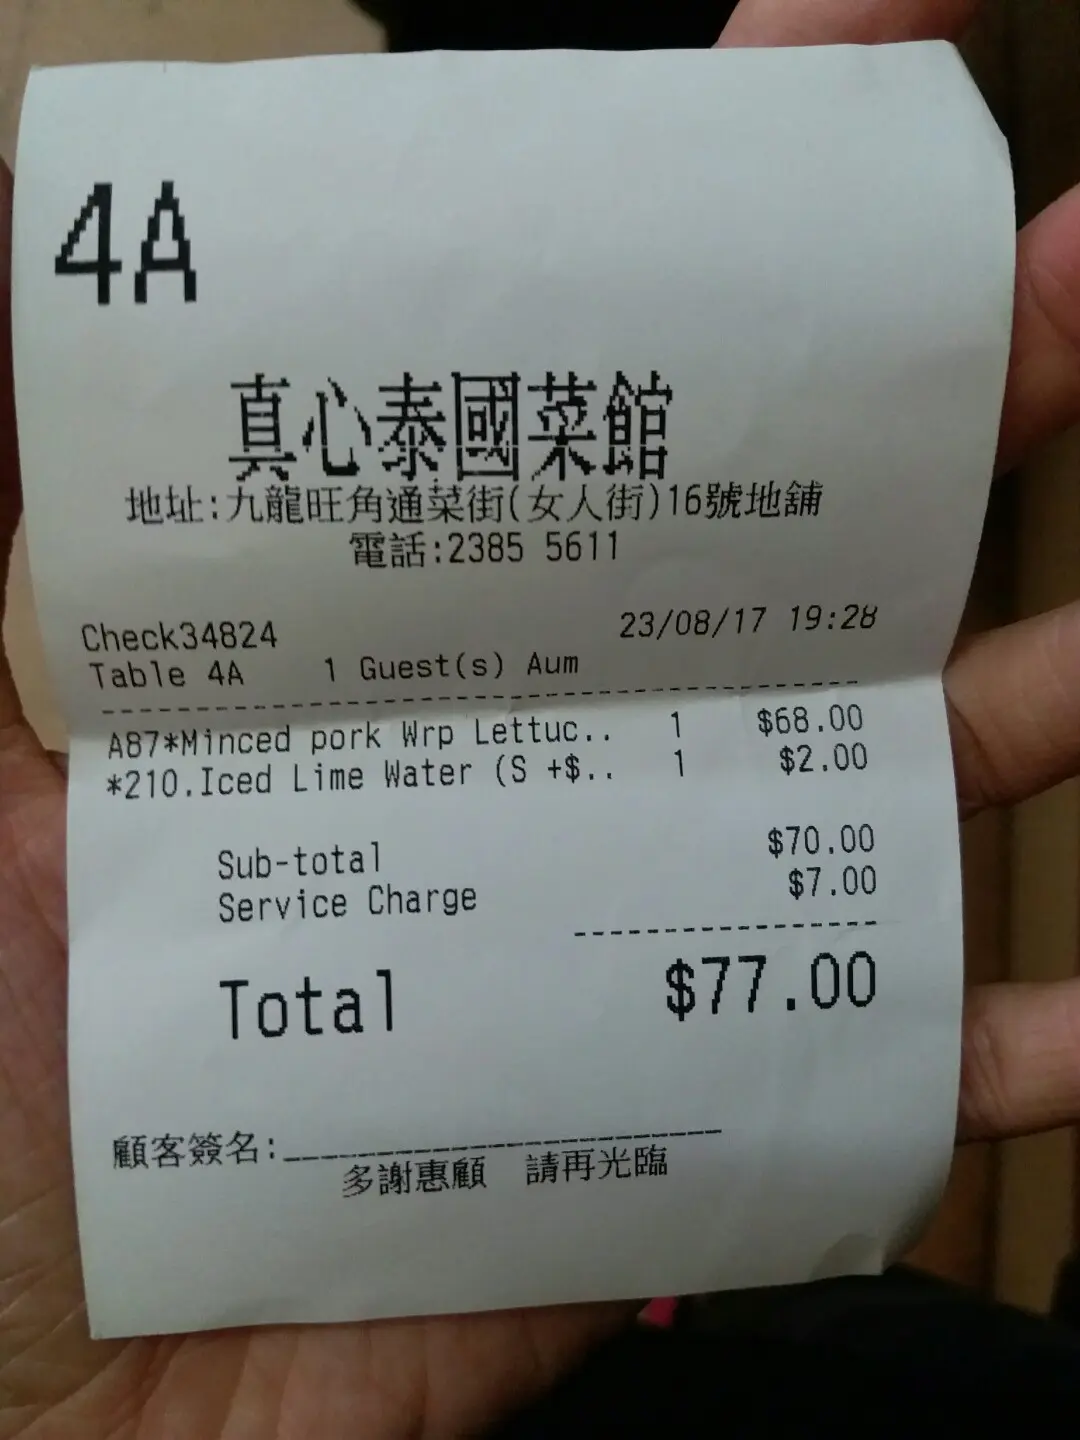 4A
真心泰國菜館
地址:九龍旺角通菜街(女人街)16號地舖
電話:2385 5611
Check34824 23/08/17 19:28
Table 4A 1 Guest(s) Aum
A87*Minced pork Wrp Lettuc.. 1 $68.00
*210.Iced Lime Water (S +$.. 1 $2.00
Sub-total $70.00
Service Charge $7.00
Total $77.00
顧客簽名:
多謝惠顧 請再光臨